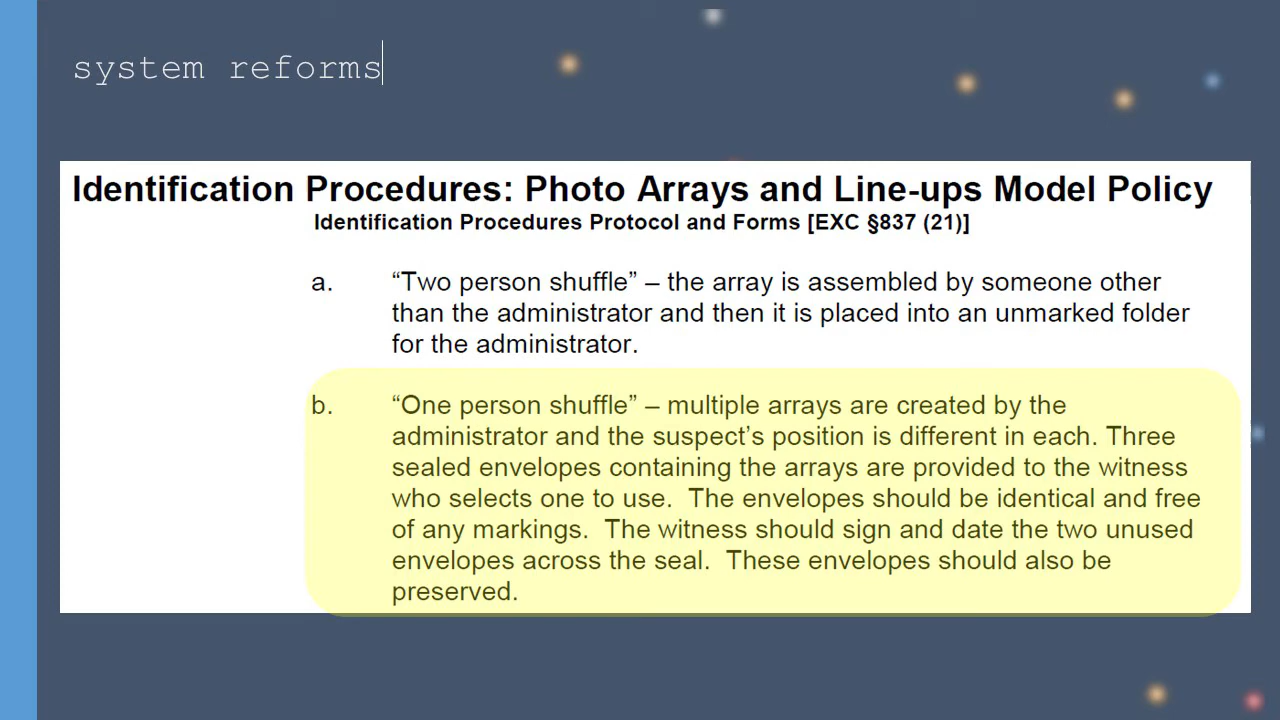 system reforms
Identification Procedures: Photo Arrays and Line-ups Model Policy
Identification Procedures Protocol and Forms [EXC §837 (21)]
a. “Two person shuffle” – the array is assembled by someone other
than the administrator and then it is placed into an unmarked folder
for the administrator.
b. “One person shuffle” – multiple arrays are created by the
administrator and the suspect’s position is different in each. Three
sealed envelopes containing the arrays are provided to the witness
who selects one to use.  The envelopes should be identical and free
of any markings.  The witness should sign and date the two unused
envelopes across the seal.  These envelopes should also be
preserved.